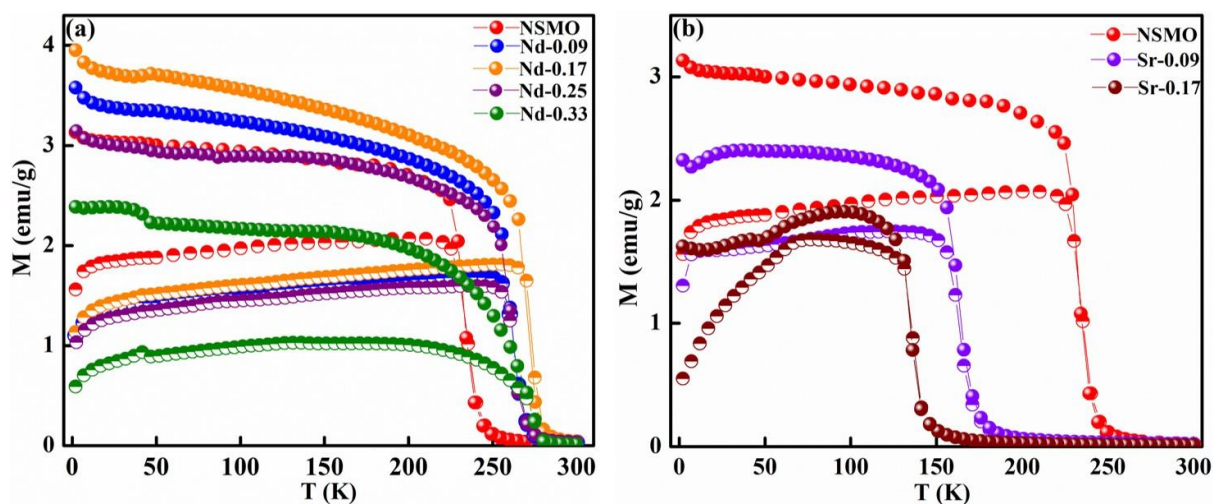 (a)
NSMO
Nd-0.09
Nd-0.17
Nd-0.25
Nd-0.33
M (emu/g)
4
3
2
1
0
0 50 100 150 200 250 300
T (K)
(b)
NSMO
Sr-0.09
Sr-0.17
M (emu/g)
3
2
1
0
0 50 100 150 200 250 300
T (K)